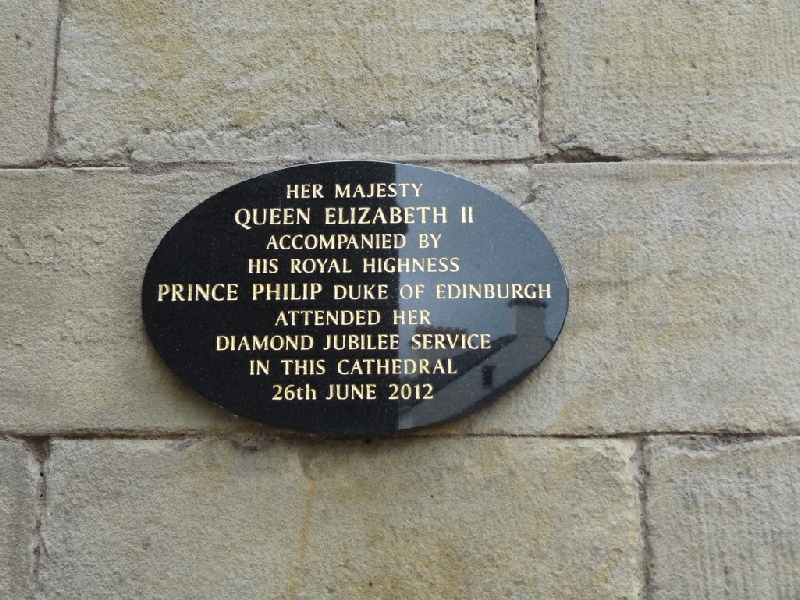 HER MAJESTY
QUEEN ELIZABETH II
ACCOMPANIED BY
HIS ROYAL HIGHNESS
PRINCE PHILIP DUKE OF EDINBURGH
ATTENDED HER
DIAMOND JUBILEE SERVICE
IN THIS CATHEDRAL
26th JUNE 2012